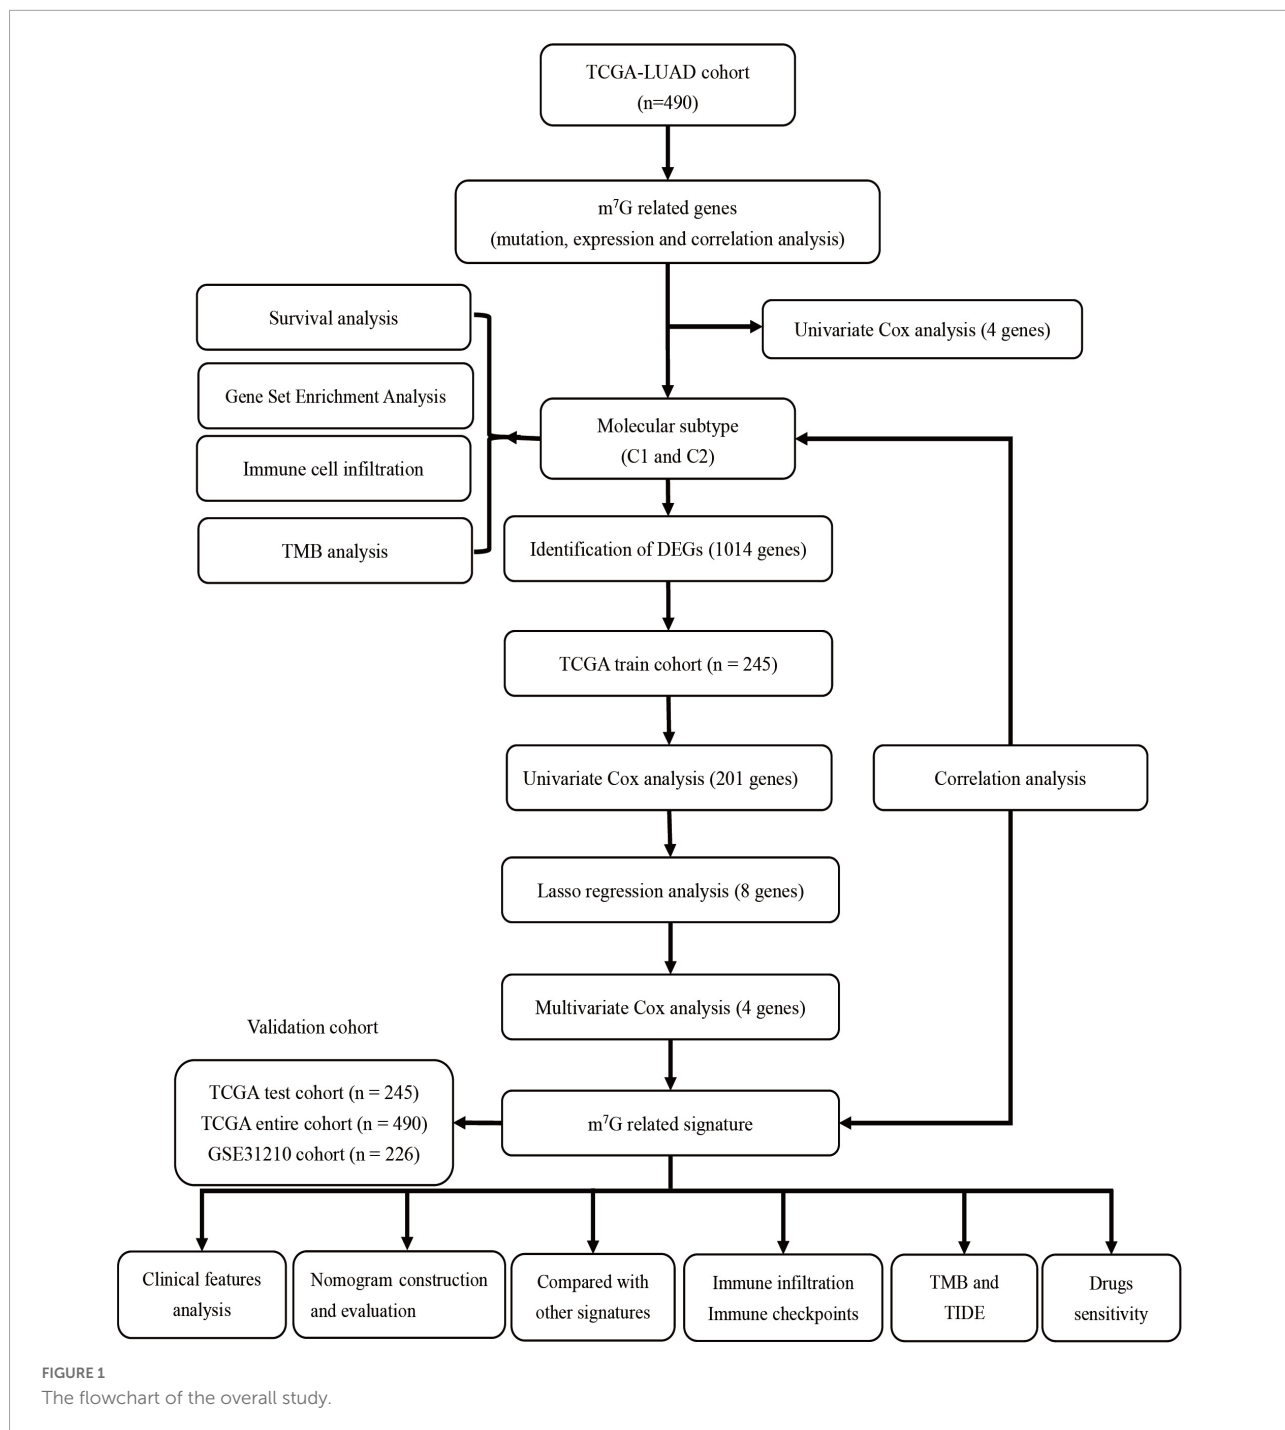 TCGA-LUAD cohort
(n=490)
m⁷G related genes
(mutation, expression and correlation analysis)
Survival analysis
Univariate Cox analysis (4 genes)
Gene Set Enrichment Analysis
Molecular subtype
(C1 and C2)
Immune cell infiltration
TMB analysis
Identification of DEGs (1014 genes)
TCGA train cohort (n = 245)
Univariate Cox analysis (201 genes)
Correlation analysis
Lasso regression analysis (8 genes)
Multivariate Cox analysis (4 genes)
Validation cohort
TCGA test cohort (n = 245)
TCGA entire cohort (n = 490)
GSE31210 cohort (n = 226)
m⁷G related signature
Clinical features
analysis
Nomogram construction
and evaluation
Compared with
other signatures
Immune infiltration
Immune checkpoints
TMB and
TIDE
Drugs
sensitivity
FIGURE 1
The flowchart of the overall study.